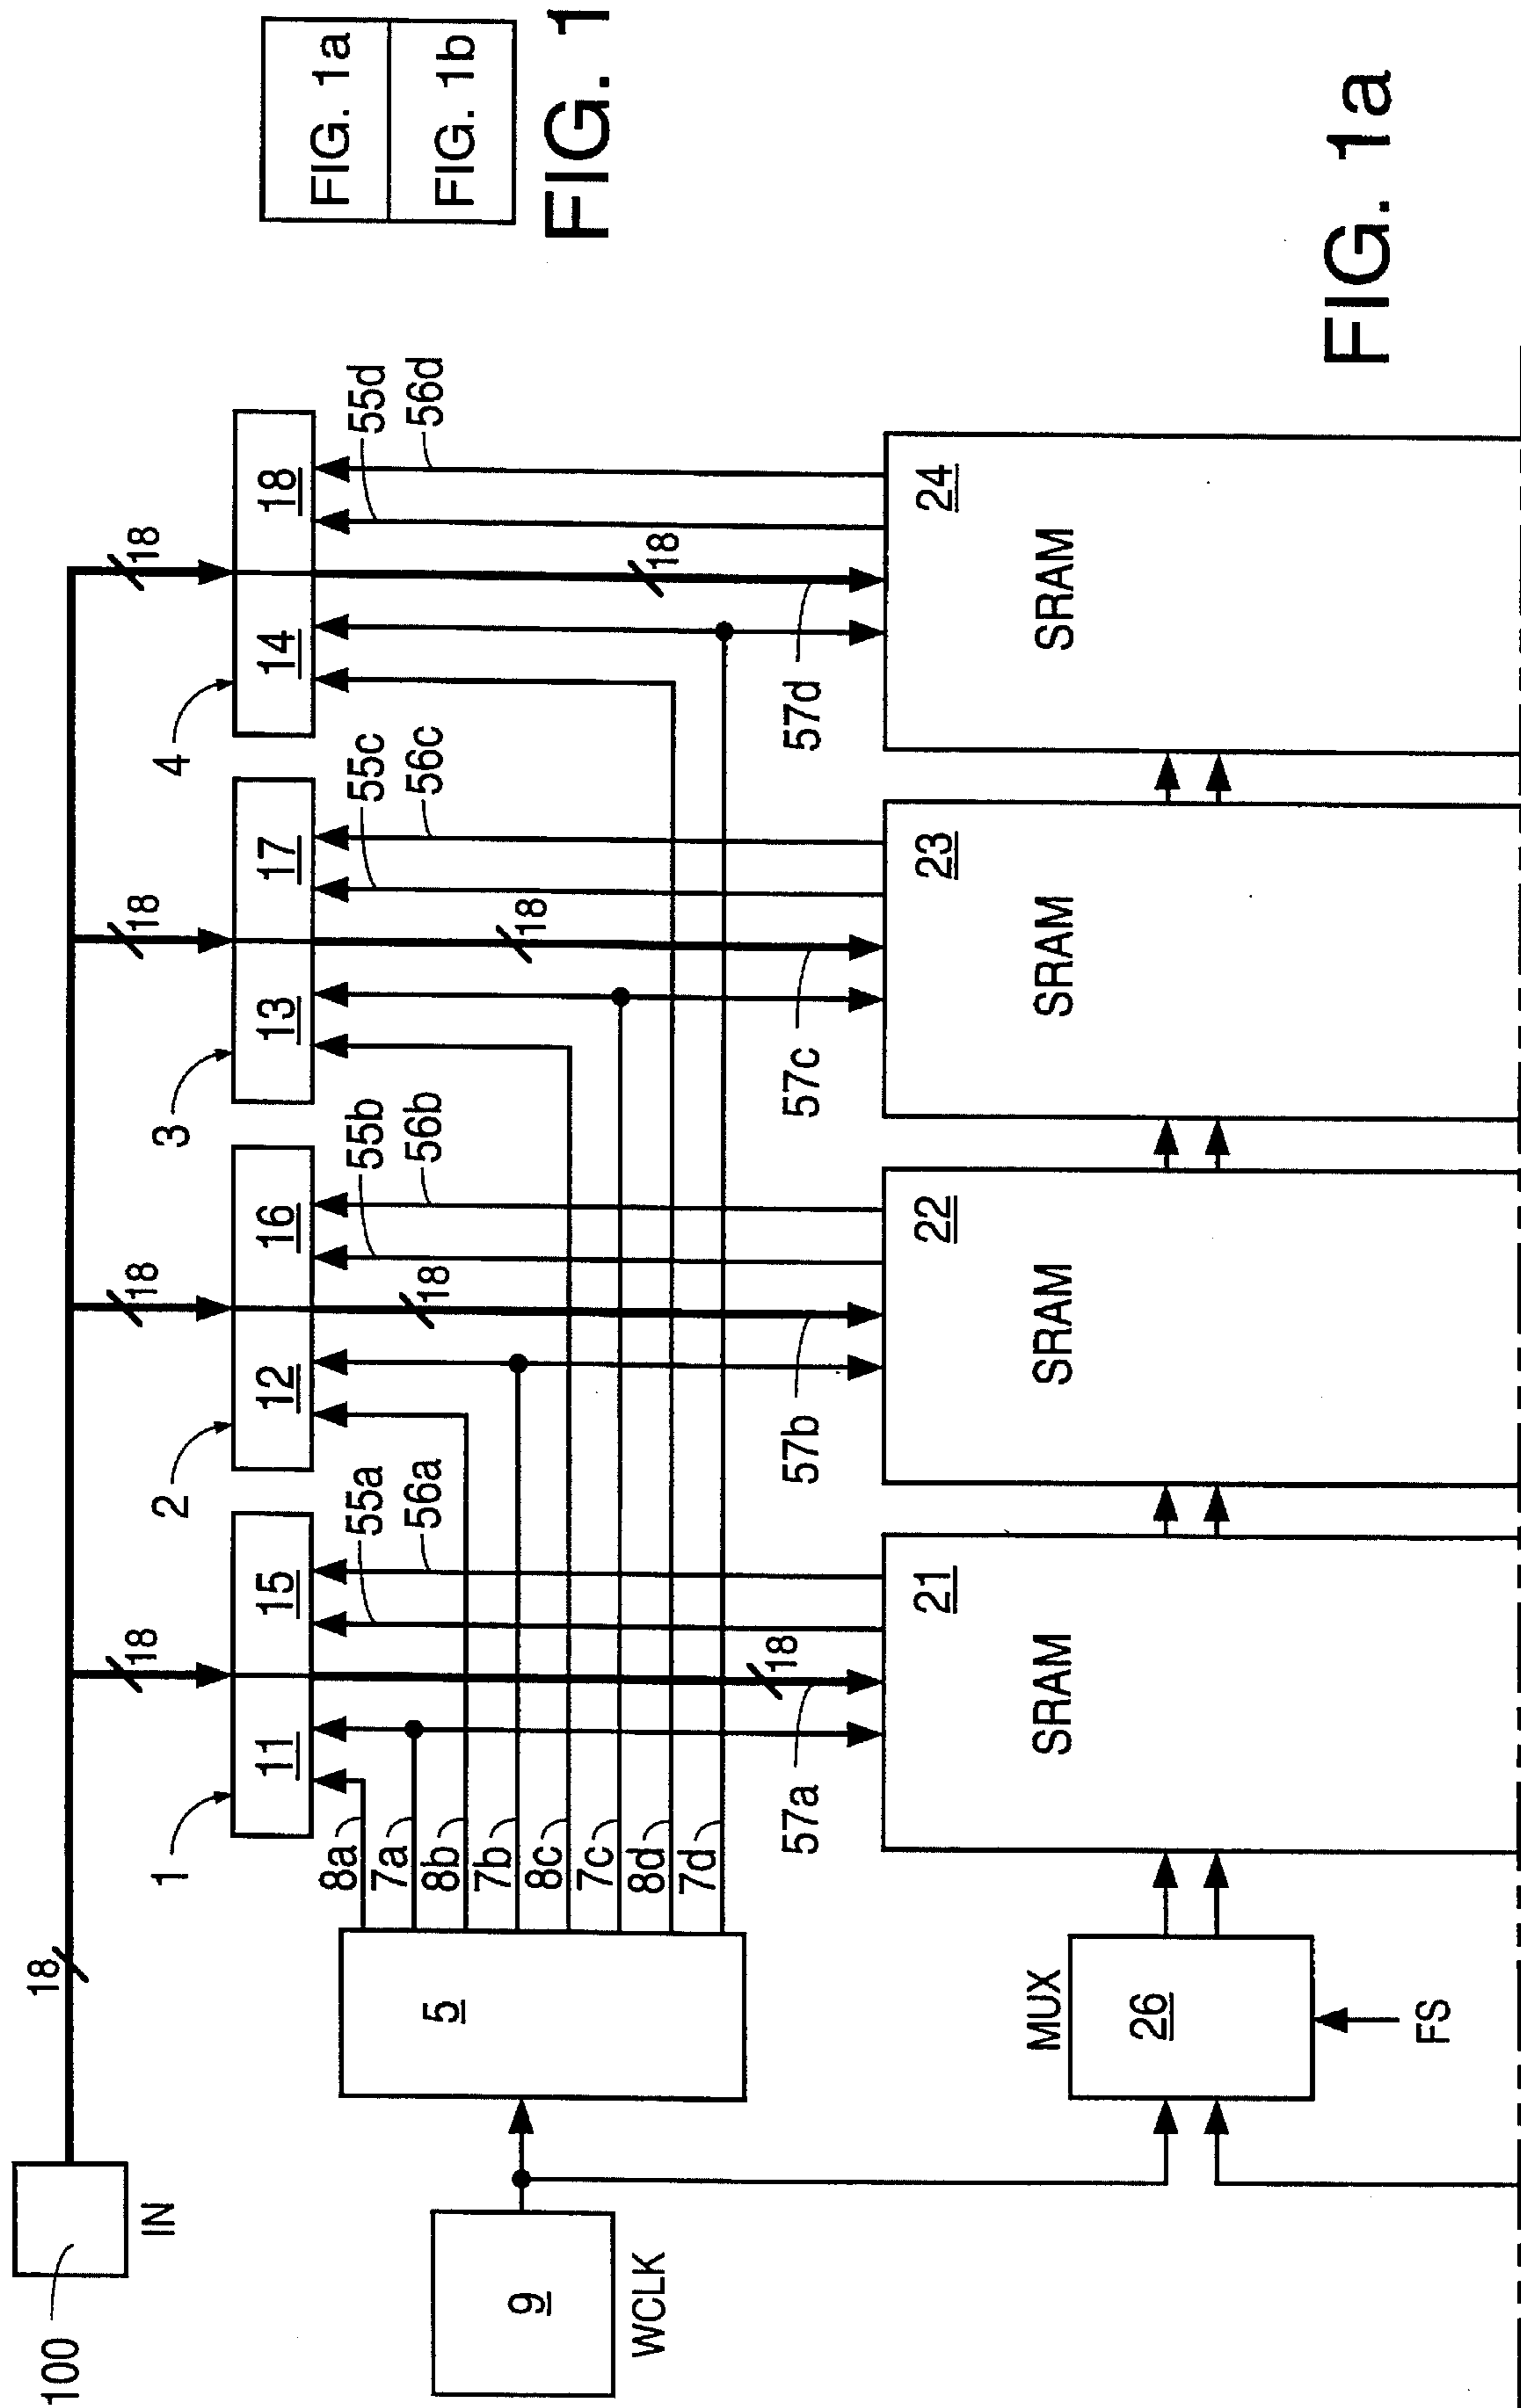 100
IN
18
18
18
18
18
FIG. 1a
FIG. 1b
FIG. 1
1
11
15
2
12
16
3
13
17
4
14
18
8a
7a
8b
7b
8c
7c
8d
7d
5
9
WCLK
55a
56a
55b
56b
55c
56c
55d
56d
18
18
18
18
57a
57b
57c
57d
21
SRAM
22
SRAM
23
SRAM
24
SRAM
MUX
26
FS
FIG. 1a